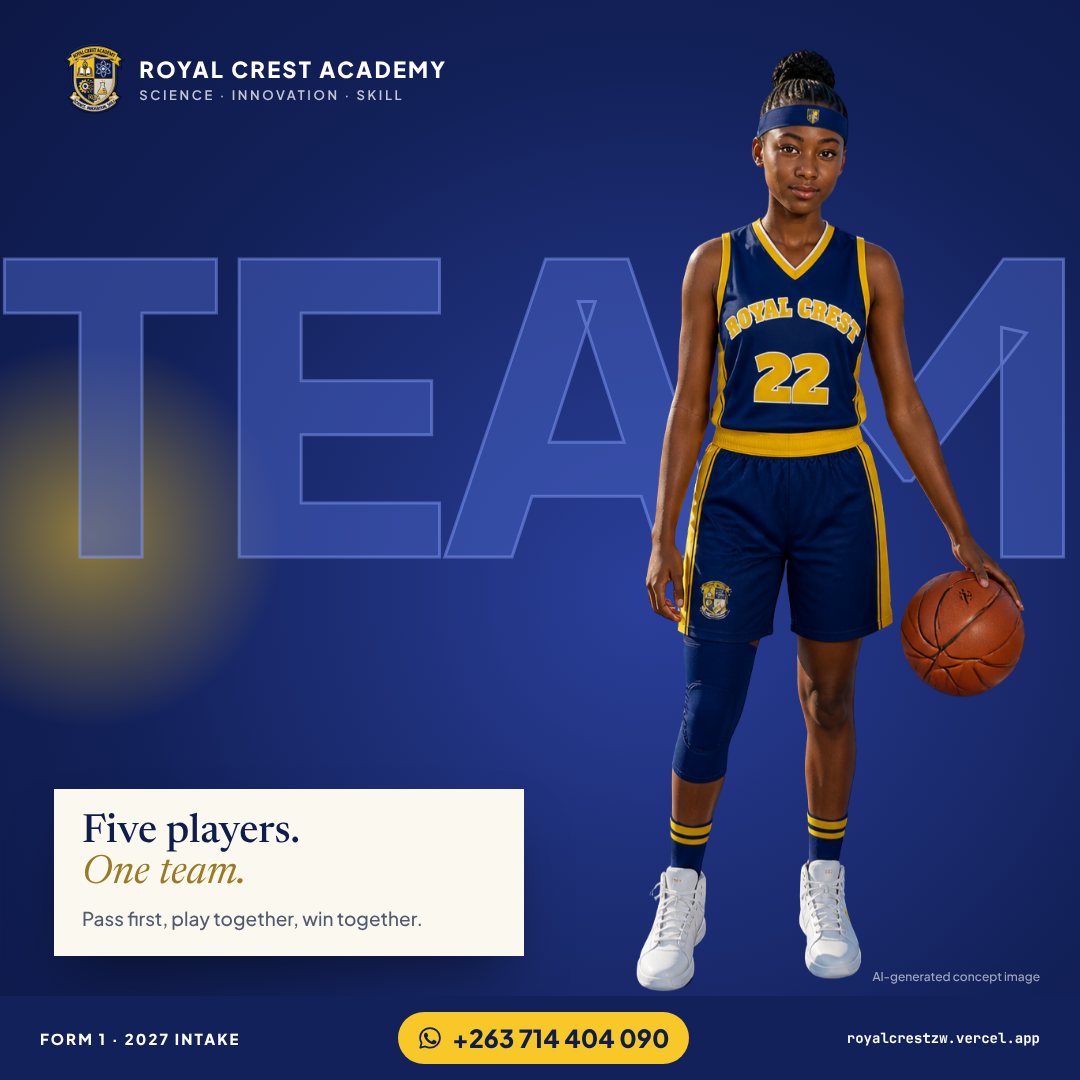 ROYAL CREST ACADEMY
SCIENCE · INNOVATION · SKILL
TEAM
ROYAL CREST
22
Five players.
One team.
Pass first, play together, win together.
AI-generated concept image
FORM 1 · 2027 INTAKE
+263 714 404 090
royalcrestzw.vercel.app